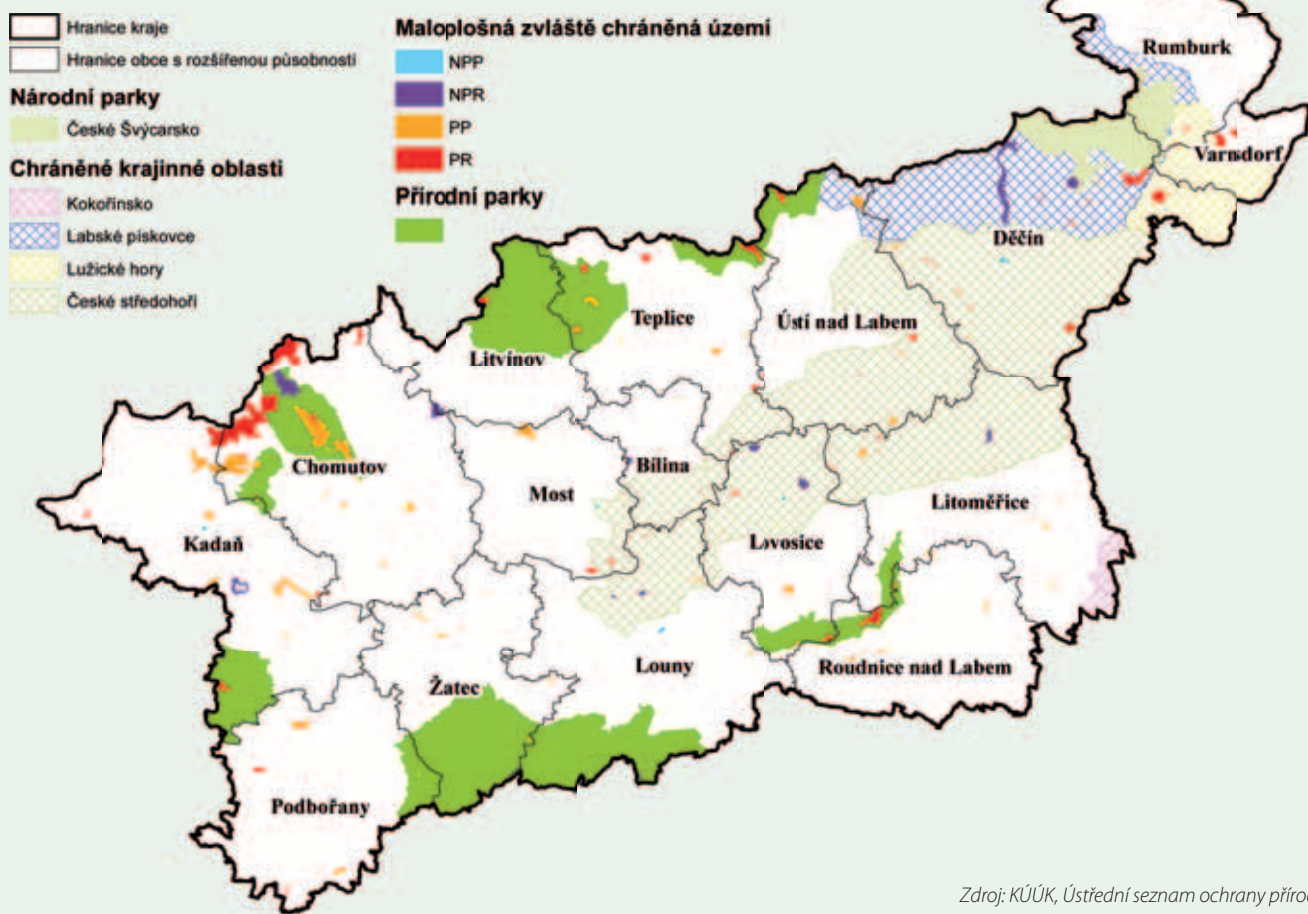 Hranice kraje
Hranice obce s rozšířenou působností
Národní parky
České Švýcarsko
Chráněné krajinné oblasti
Kokořínsko
Labské pískovce
Lužické hory
České středohoří
Maloplošná zvláště chráněná území
NPP
NPR
PP
PR
Přírodní parky
Rumburk
Varnsdorf
Děčín
Teplice
Ústí nad Labem
Litvínov
Chomutov
Most
Bílina
Litoměřice
Kadaň
Lovosice
Louny
Roudnice nad Labem
Žatec
Podbořany
Zdroj: KÚÚK, Ústřední seznam ochrany